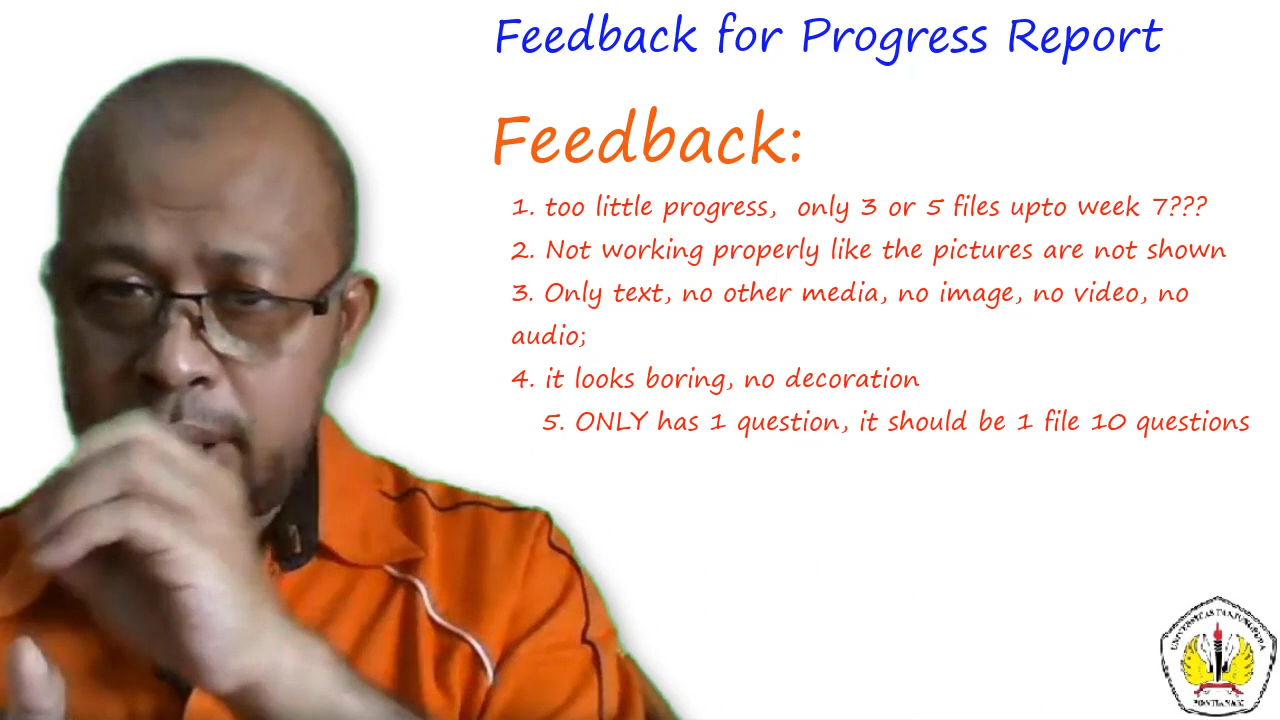 Feedback for Progress Report
Feedback:
1. too little progress, only 3 or 5 files upto week 7???
2. Not working properly like the pictures are not shown
3. Only text, no other media, no image, no video, no
audio;
4. it looks boring, no decoration
5. ONLY has 1 question, it should be 1 file 10 questions
UNIVERSITAS TANJUNGPURA
PONTIANAK